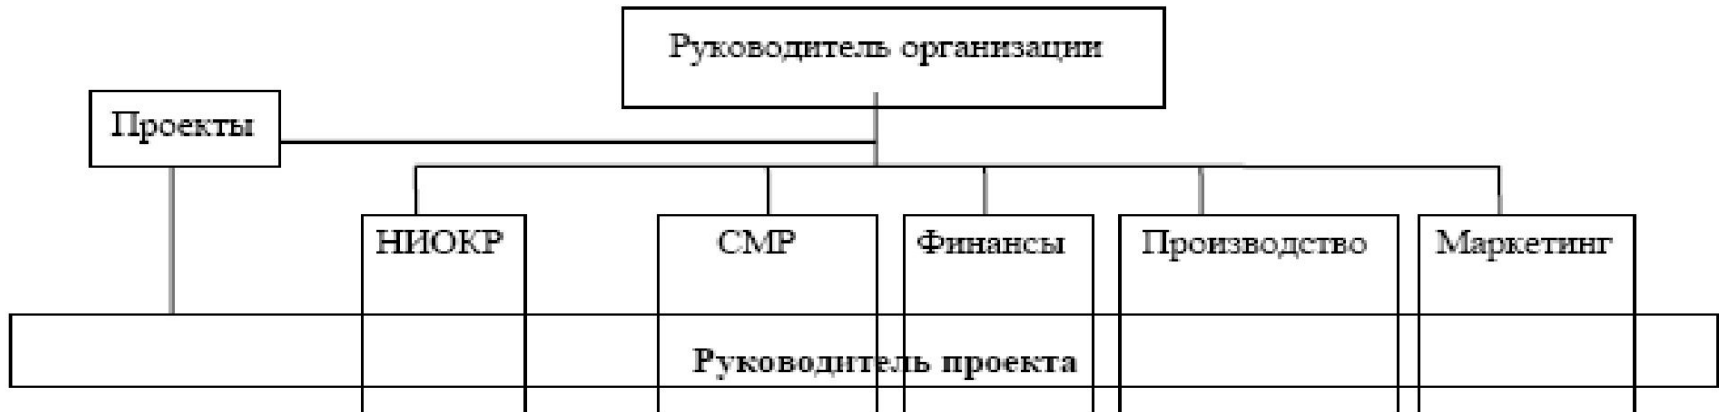 Руководитель организации
Проекты
НИОКР
СМР
Финансы
Производство
Маркетинг
Руководитель проекта